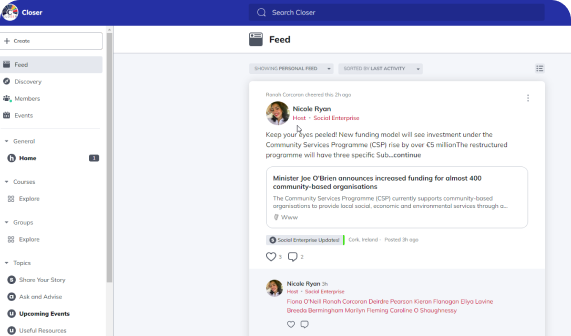 Closer
Search Closer
Create
Feed
Feed
SHOWING PERSONAL FEED
SORTED BY LAST ACTIVITY
Discovery
Members
Events
General
Home
1
Courses
Explore
Groups
Explore
Topics
Share Your Story
Ask and Advise
Upcoming Events
Useful Resources
Ranah Corcoran cheered this 2h ago
Nicole Ryan
Host • Social Enterprise
Keep your eyes peeled! New funding model will see investment under the
Community Services Programme (CSP) rise by over €5 millionThe restructured
programme will have three specific Sub...continue
Minister Joe O'Brien announces increased funding for almost 400
community-based organisations
The Community Services Programme (CSP) currently supports community-based
organisations to provide local social, economic and environmental services through a...
Www
S Social Enterprise Updated
Cork, Ireland
Posted 3h ago
3
2
Nicole Ryan 3h
Host • Social Enterprise
Fiona O'Neill Ranah Corcoran Deirdre Pearson Kieran Flanagan Eliya Lavine
Breeda Bermingham Marilyn Fleming Caroline O Shaughnessy